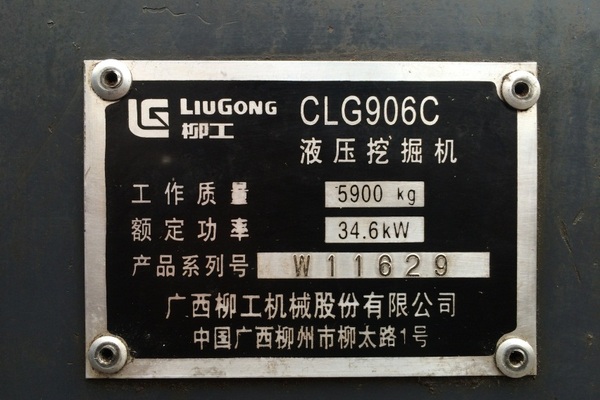 LIUGONG CLG906C
柳工 液压挖掘机
工作质量 5900 kg
额定功率 34.6kW
产品系列号 W11629
广西柳工机械股份有限公司
中国广西柳州市柳太路1号